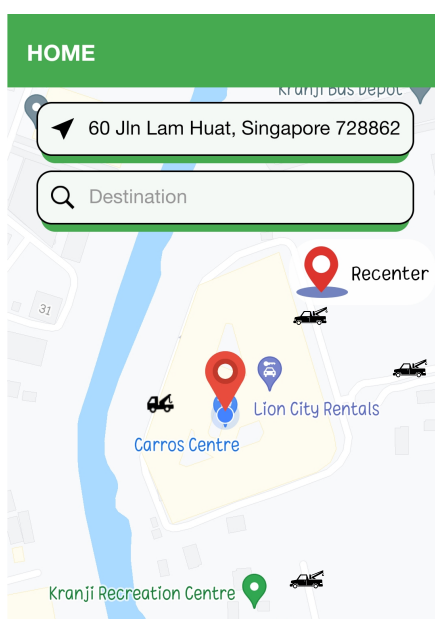 HOME
Kranji Bus Depot
60 Jln Lam Huat, Singapore 728862
Destination
Recenter
31
Lion City Rentals
Carros Centre
Kranji Recreation Centre